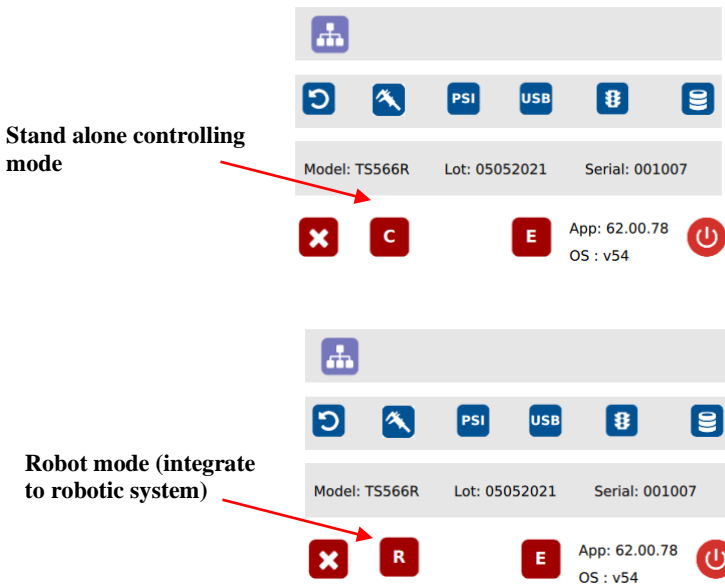 PSI USB
Stand alone controlling
mode
Model: TS566R Lot: 05052021 Serial: 001007
C E App: 62.00.78
OS : v54
PSI USB
Robot mode (integrate
to robotic system)
Model: TS566R Lot: 05052021 Serial: 001007
R E App: 62.00.78
OS : v54